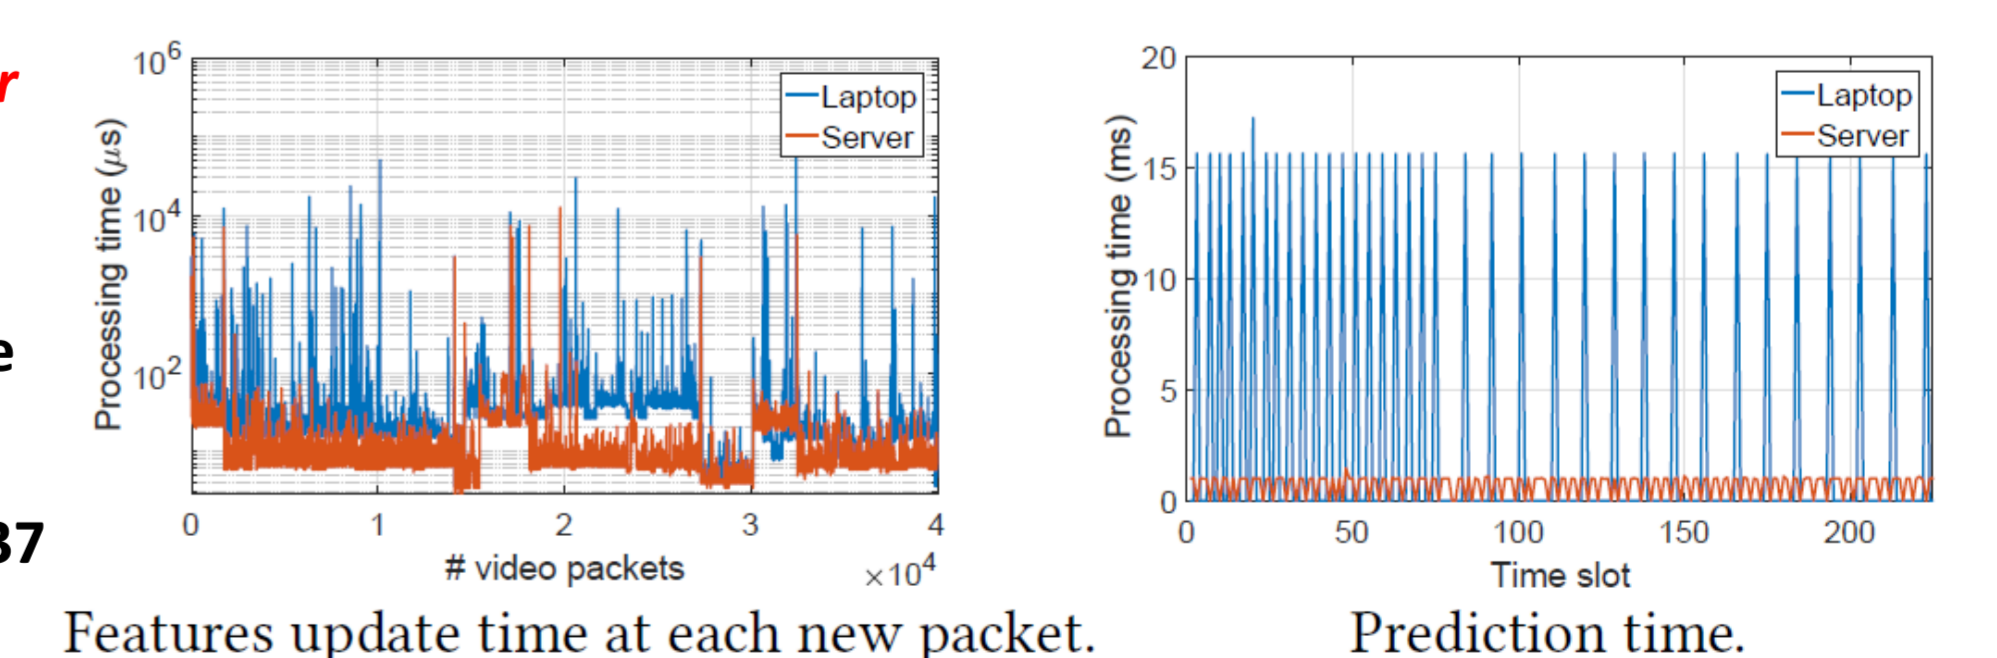 r
e
37
10^6
10^4
10^2
Processing time (μs)
Laptop
Server
0 1 2 3 4
# video packets
×10^4
Features update time at each new packet.
20
15
10
5
0
Processing time (ms)
Laptop
Server
0 50 100 150 200
Time slot
Prediction time.